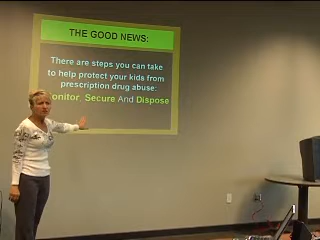 THE GOOD NEWS:
There are steps you can take
to help protect your kids from
prescription drug abuse:
onitor, Secure And Dispose